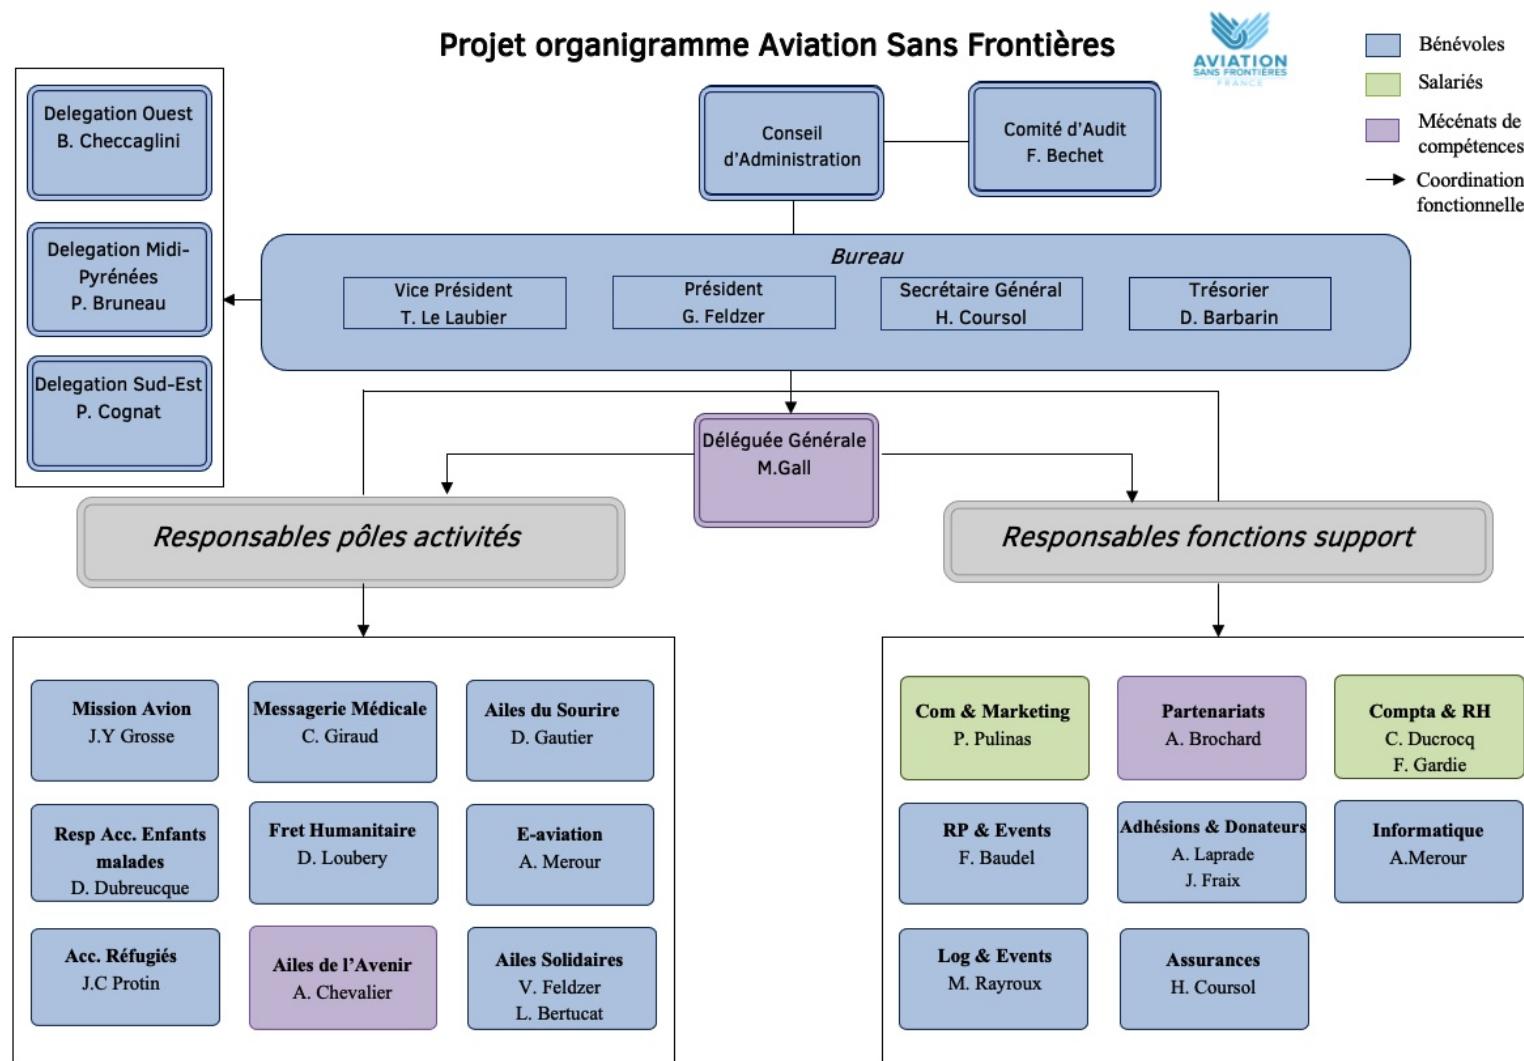 Projet organigramme Aviation Sans Frontières
AVIATION
SANS FRONTIÈRES
FRANCE
Bénévoles
Salariés
Mécénats de
compétences
Coordination
fonctionnelle
Delegation Ouest
B. Checcaglini
Delegation Midi-
Pyrénées
P. Bruneau
Delegation Sud-Est
P. Cognat
Conseil
d'Administration
Comité d'Audit
F. Bechet
Bureau
Vice Président
T. Le Laubier
Président
G. Feldzer
Secrétaire Général
H. Coursol
Trésorier
D. Barbarin
Déléguée Générale
M.Gall
Responsables pôles activités
Responsables fonctions support
Mission Avion
J.Y Grosse
Messagerie Médicale
C. Giraud
Ailes du Sourire
D. Gautier
Resp Acc. Enfants
malades
D. Dubreucque
Fret Humanitaire
D. Loubery
E-aviation
A. Merour
Acc. Réfugiés
J.C Protin
Ailes de l'Avenir
A. Chevalier
Ailes Solidaires
V. Feldzer
L. Bertucat
Com & Marketing
P. Pulinas
Partenariats
A. Brochard
Compta & RH
C. Ducrocq
F. Gardie
RP & Events
F. Baudel
Adhésions & Donateurs
A. Laprade
J. Fraix
Informatique
A.Merour
Log & Events
M. Rayroux
Assurances
H. Coursol